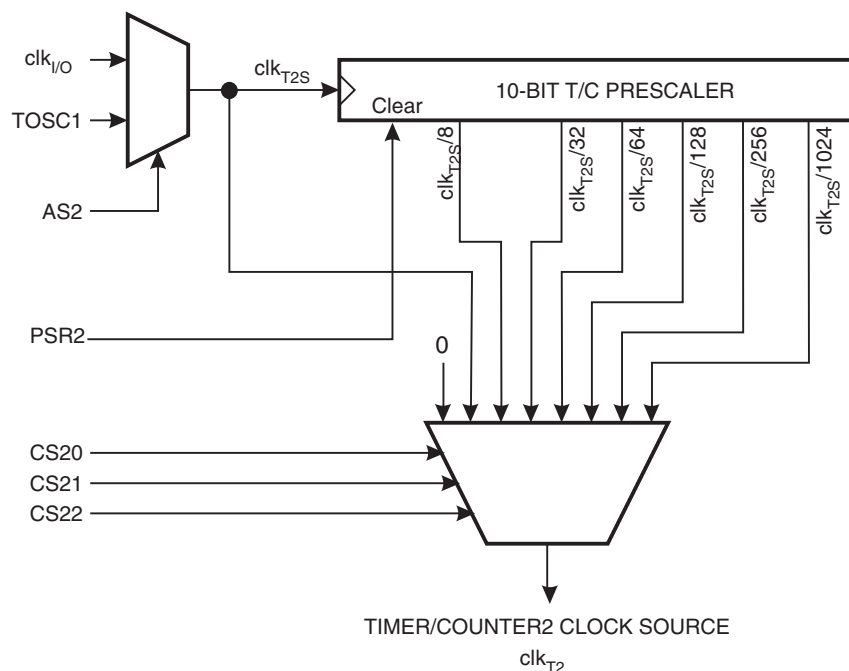 clkI/O
clkT2S
10-BIT T/C PRESCALER
TOSC1
Clear
clkT2S/8
clkT2S/32
clkT2S/64
clkT2S/128
clkT2S/256
clkT2S/1024
AS2
PSR2
0
CS20
CS21
CS22
TIMER/COUNTER2 CLOCK SOURCE
clkT2